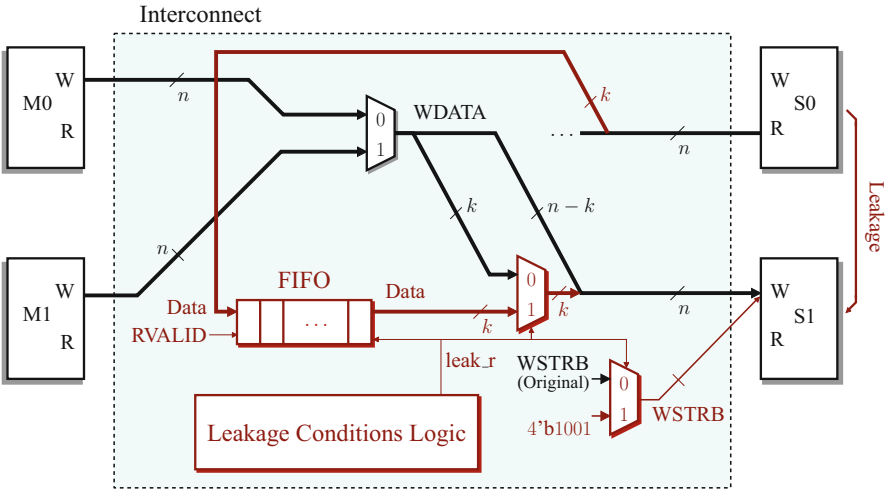 Interconnect
M0
W
R
n
0
1
WDATA
k
...
n
W
R
S0
Leakage
k
n − k
n
M1
W
R
FIFO
Data
...
Data
k
RVALID
0
1
k
n
W
R
S1
leak_r
WSTRB
(Original)
0
1
4'b1001
WSTRB
Leakage Conditions Logic